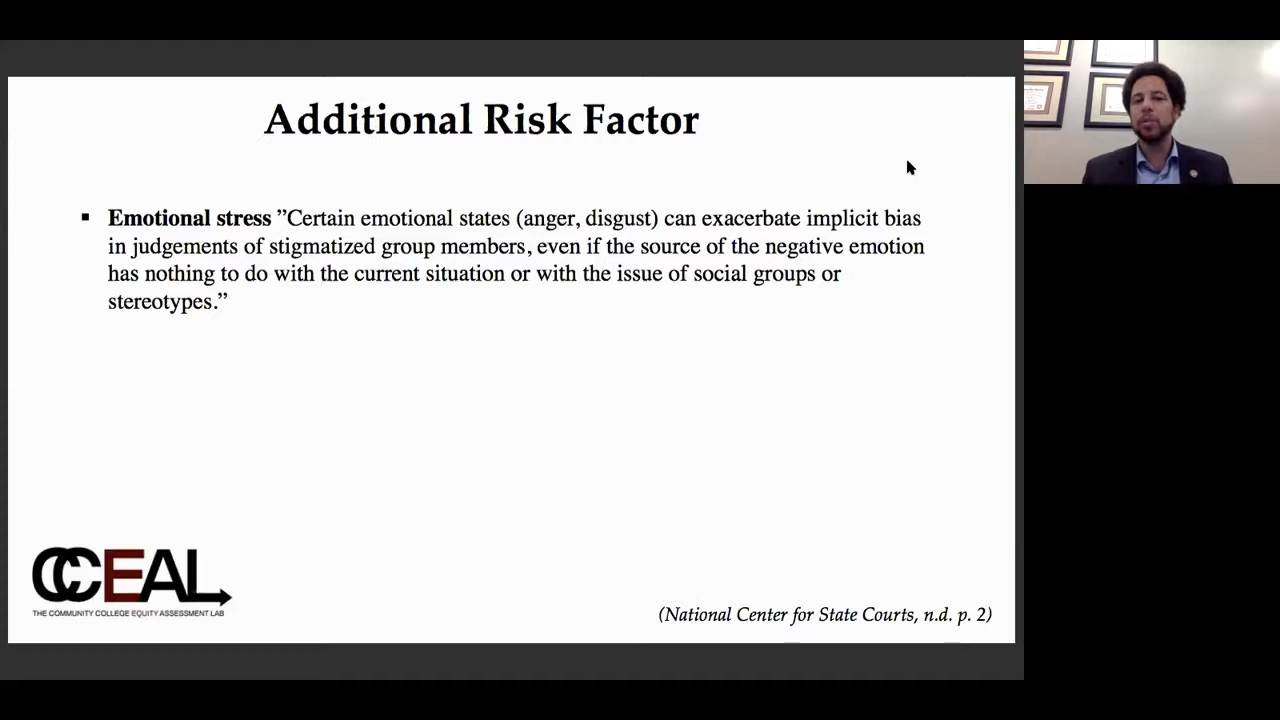 Additional Risk Factor
▪ Emotional stress ”Certain emotional states (anger, disgust) can exacerbate implicit bias
in judgements of stigmatized group members, even if the source of the negative emotion
has nothing to do with the current situation or with the issue of social groups or
stereotypes.”
CCEAL
THE COMMUNITY COLLEGE EQUITY ASSESSMENT LAB
(National Center for State Courts, n.d. p. 2)